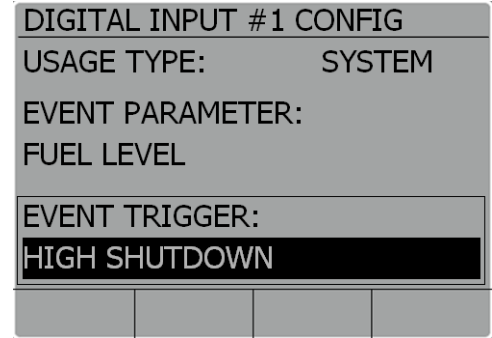 DIGITAL INPUT #1 CONFIG
USAGE TYPE: SYSTEM
EVENT PARAMETER:
FUEL LEVEL
EVENT TRIGGER:
HIGH SHUTDOWN